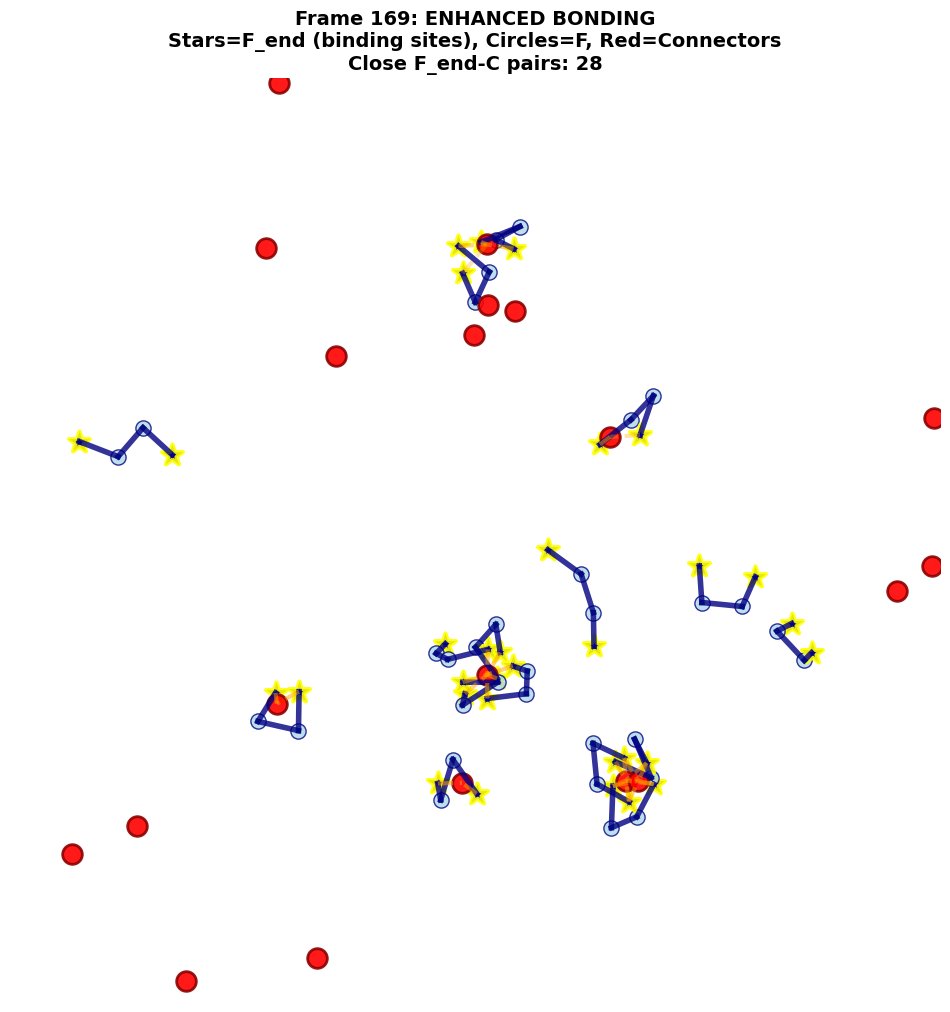 Frame 169: ENHANCED BONDING
Stars=F_end (binding sites), Circles=F, Red=Connectors
Close F_end-C pairs: 28